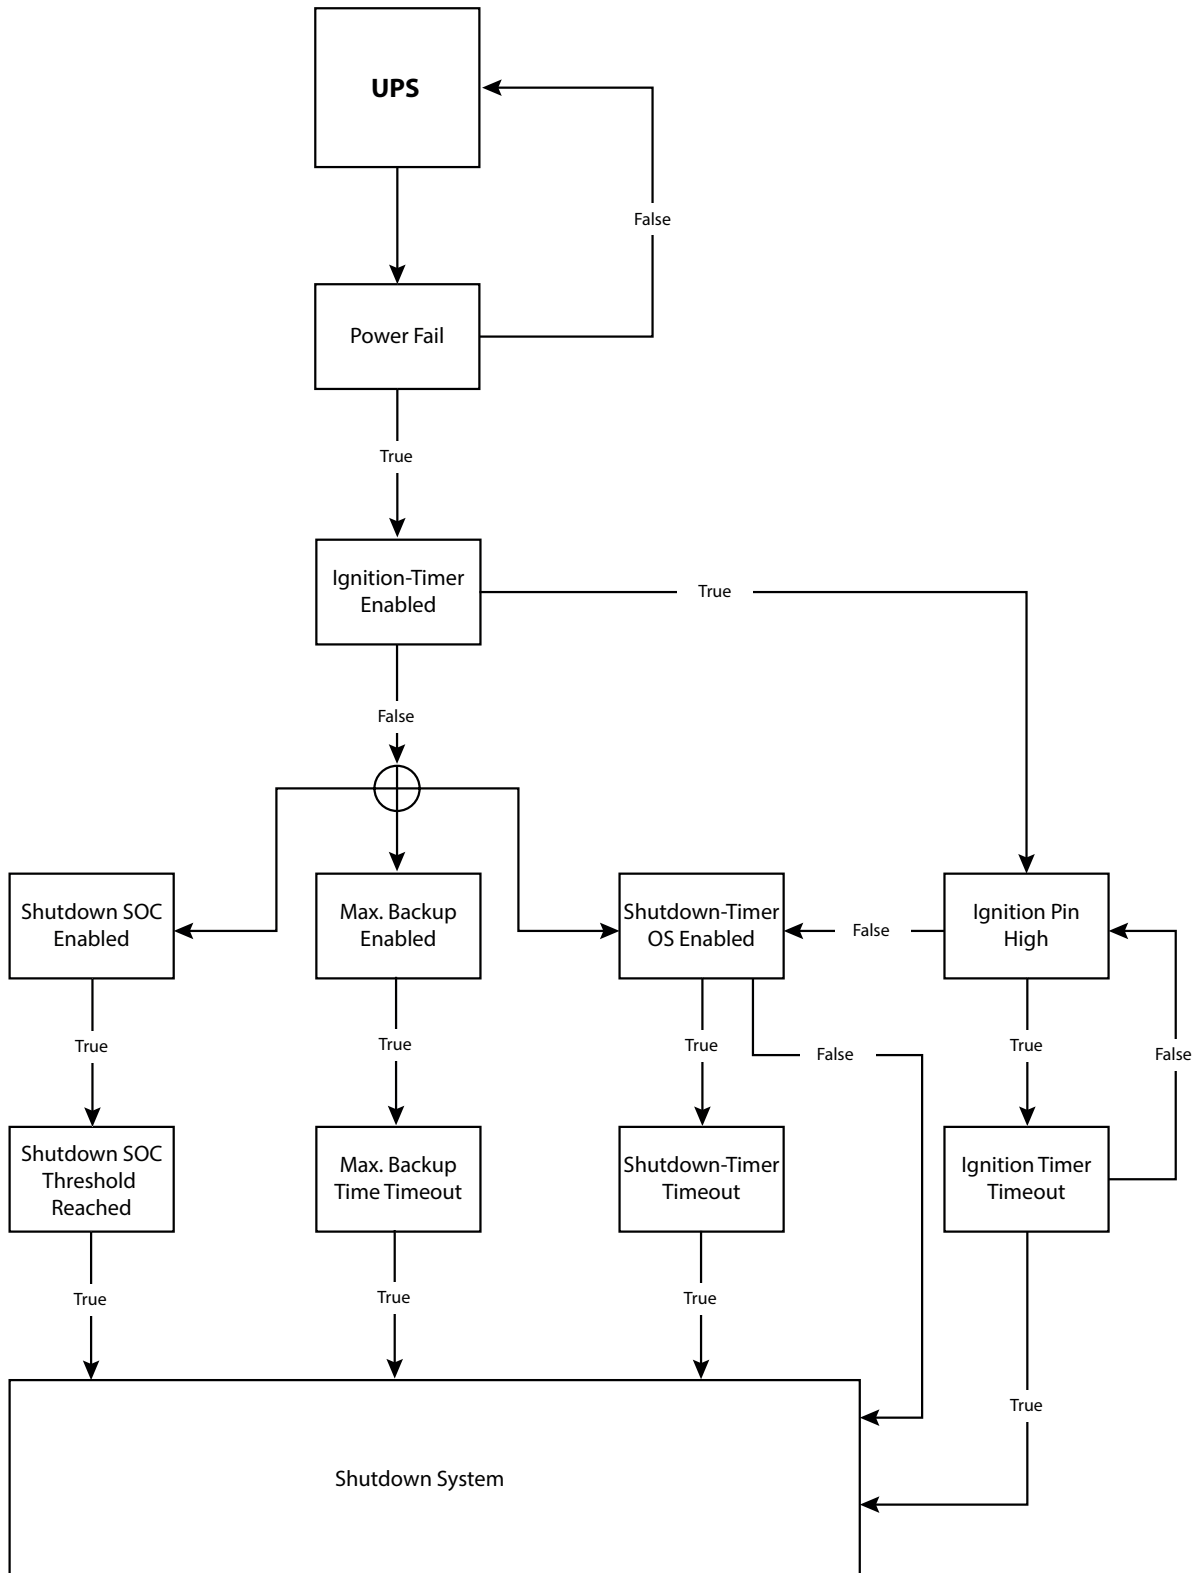 UPS
False
Power Fail
True
Ignition-Timer
Enabled
True
False
Shutdown SOC
Enabled
Max. Backup
Enabled
Shutdown-Timer
OS Enabled
False
Ignition Pin
High
True
True
True
False
True
False
Shutdown SOC
Threshold
Reached
Max. Backup
Time Timeout
Shutdown-Timer
Timeout
Ignition Timer
Timeout
True
True
True
True
Shutdown System